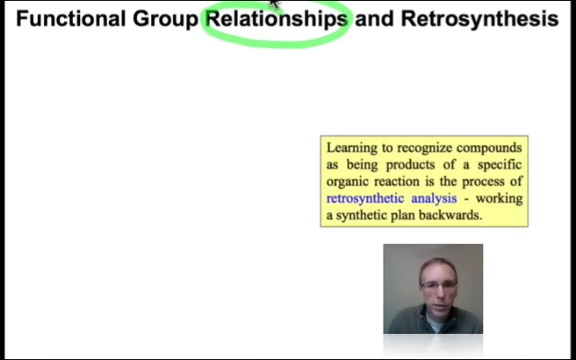 Functional Group Relationships and Retrosynthesis
Learning to recognize compounds
as being products of a specific
organic reaction is the process of
retrosynthetic analysis - working
a synthetic plan backwards.